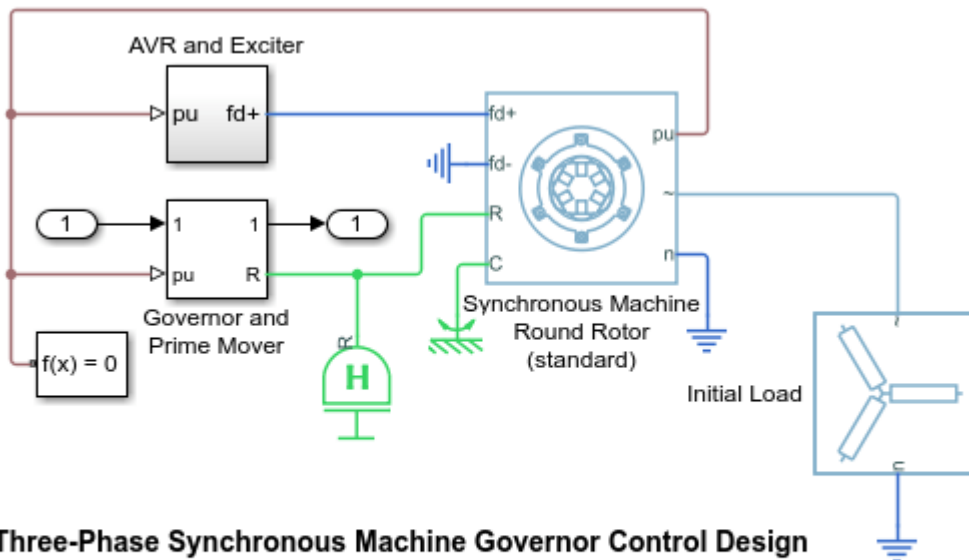 AVR and Exciter
pu fd+
fd+
pu
fd-
1 1 1 1
~
R
pu R
n
C
Governor and
Prime Mover
Synchronous Machine
Round Rotor
(standard)
R
~
f(x) = 0
H
Initial Load
n
Three-Phase Synchronous Machine Governor Control Design